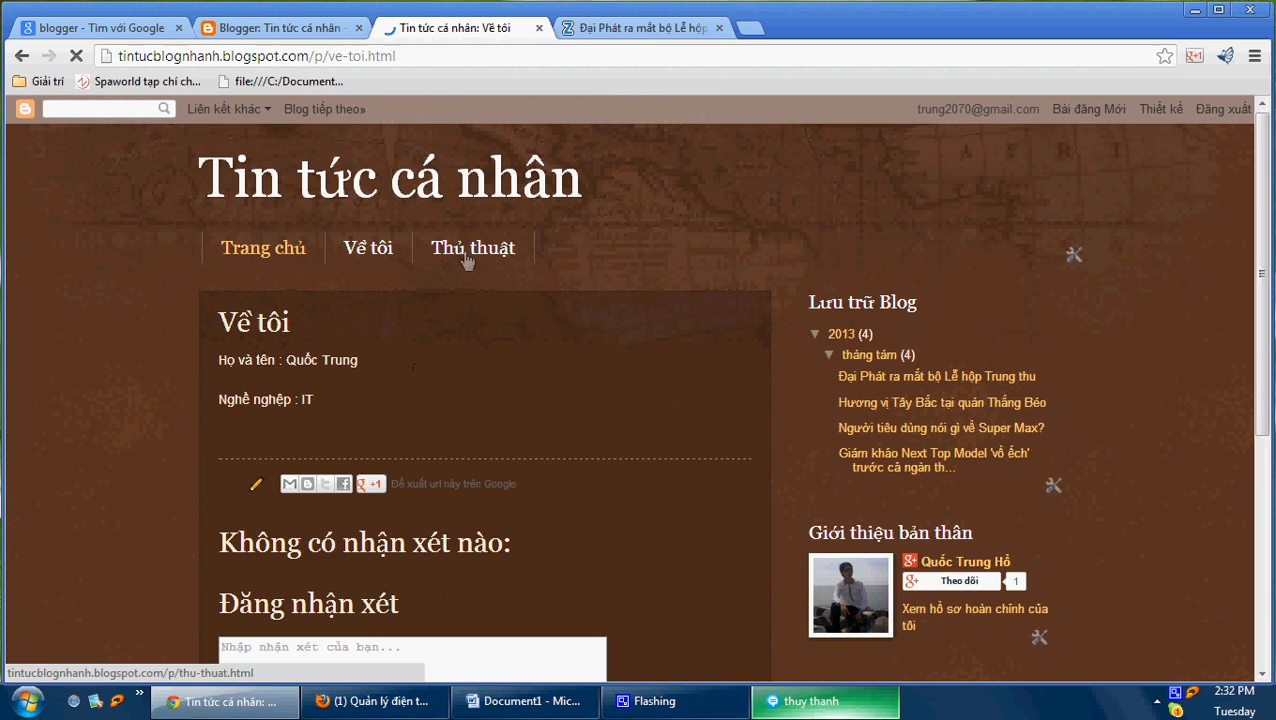 blogger - Tìm với Google
Blogger: Tin tức cá nhân -
Tin tức cá nhân: Về tôi
Đại Phát ra mắt bộ Lễ hộp
tintucblognhanh.blogspot.com/p/ve-toi.html
Giải trí
Spaworld tạp chí ch...
file:///C:/Document...
Liên kết khác
Blog tiếp theo»
trung2070@gmail.com
Bài đăng Mới
Thiết kế
Đăng xuất
Tin tức cá nhân
Trang chủ
Về tôi
Thủ thuật
Về tôi
Họ và tên : Quốc Trung
Nghề nghệp : IT
+1
Đề xuất url này trên Google
Không có nhận xét nào:
Đăng nhận xét
Nhập nhận xét của bạn...
Lưu trữ Blog
2013 (4)
tháng tám (4)
Đại Phát ra mắt bộ Lễ hộp Trung thu
Hương vị Tây Bắc tại quán Thắng Béo
Người tiêu dùng nói gì về Super Max?
Giám khảo Next Top Model 'vồ ếch'
trước cả ngàn th...
Giới thiệu bản thân
Quốc Trung Hồ
Theo dõi
1
Xem hồ sơ hoàn chỉnh của
tôi
tintucblognhanh.blogspot.com/p/thu-thuat.html
Tin tức cá nhân: ...
(1) Quản lý điện t...
Document1 - Mic...
Flashing
thuy thanh
2:32 PM
Tuesday